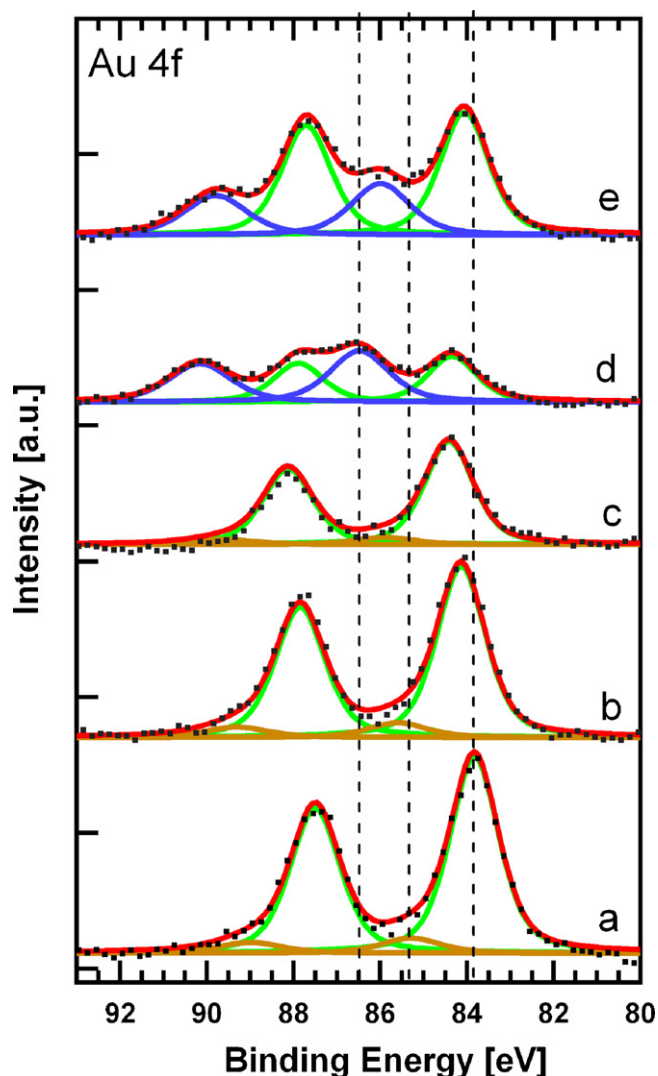 Au 4f
e
d
c
b
a
Intensity [a.u.]
92 90 88 86 84 82 80
Binding Energy [eV]